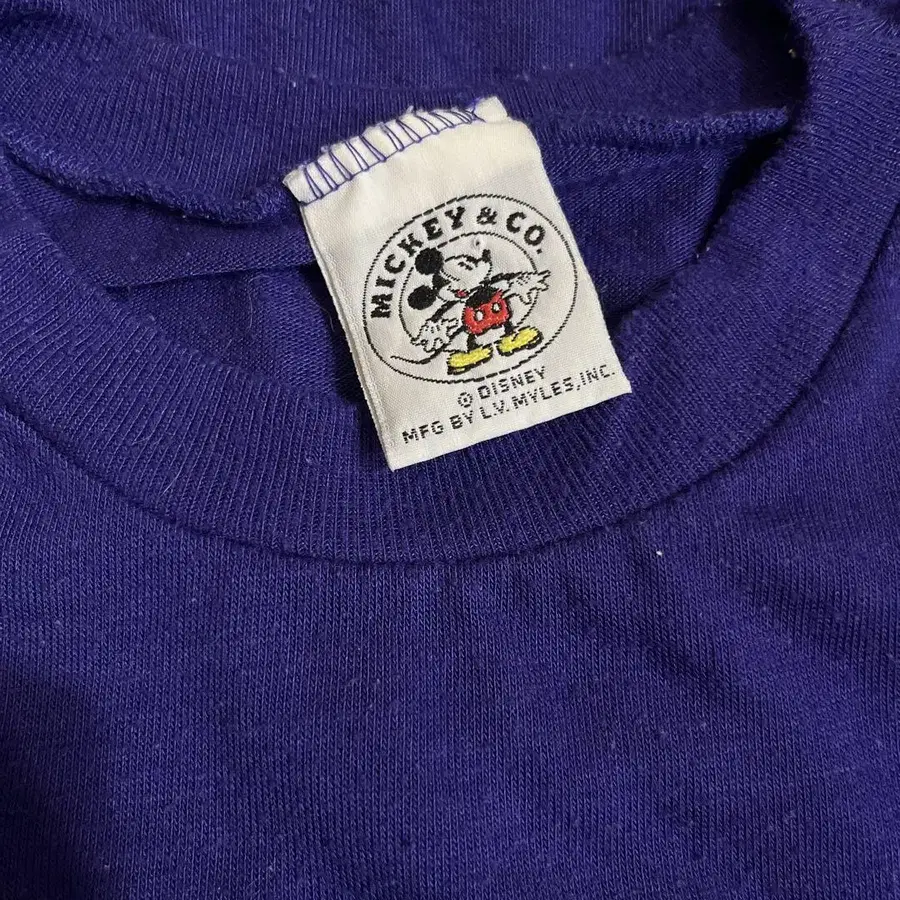 MICKEY & CO.
© DISNEY
MFG BY L.V. MYLES, INC.